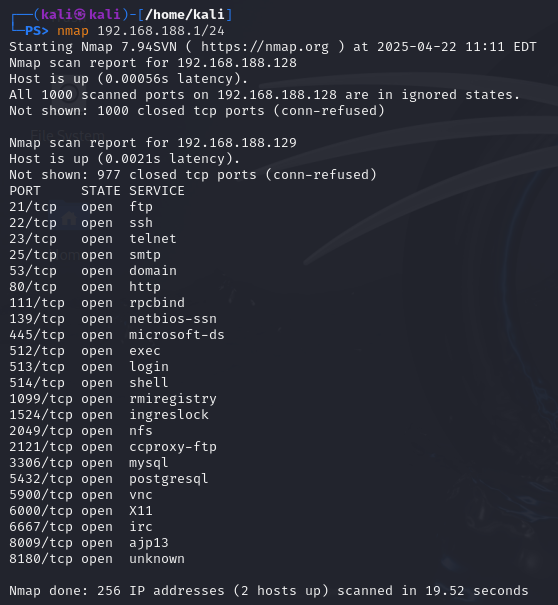 ┌──(kali㉿kali)-[/home/kali]
└─PS> nmap 192.168.188.1/24
Starting Nmap 7.94SVN ( https://nmap.org ) at 2025-04-22 11:11 EDT
Nmap scan report for 192.168.188.128
Host is up (0.00056s latency).
All 1000 scanned ports on 192.168.188.128 are in ignored states.
Not shown: 1000 closed tcp ports (conn-refused)

Nmap scan report for 192.168.188.129
Host is up (0.0021s latency).
Not shown: 977 closed tcp ports (conn-refused)
PORT     STATE SERVICE
21/tcp   open  ftp
22/tcp   open  ssh
23/tcp   open  telnet
25/tcp   open  smtp
53/tcp   open  domain
80/tcp   open  http
111/tcp  open  rpcbind
139/tcp  open  netbios-ssn
445/tcp  open  microsoft-ds
512/tcp  open  exec
513/tcp  open  login
514/tcp  open  shell
1099/tcp open  rmiregistry
1524/tcp open  ingreslock
2049/tcp open  nfs
2121/tcp open  ccproxy-ftp
3306/tcp open  mysql
5432/tcp open  postgresql
5900/tcp open  vnc
6000/tcp open  X11
6667/tcp open  irc
8009/tcp open  ajp13
8180/tcp open  unknown

Nmap done: 256 IP addresses (2 hosts up) scanned in 19.52 seconds